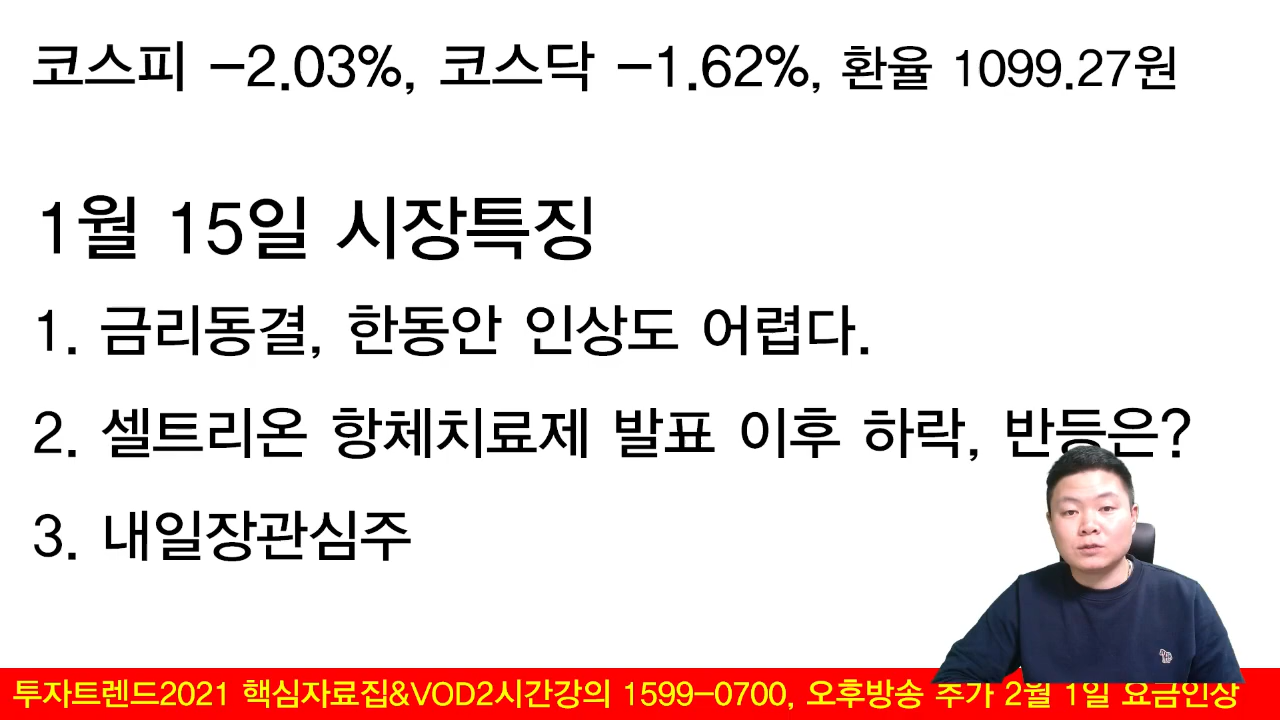 코스피 -2.03%, 코스닥 -1.62%, 환율 1099.27원
1월 15일 시장특징
1. 금리동결, 한동안 인상도 어렵다.
2. 셀트리온 항체치료제 발표 이후 하락, 반등은?
3. 내일장관심주
투자트렌드2021 핵심자료집&VOD2시간강의 1599-0700, 오후방송 추가 2월 1일 요금인상